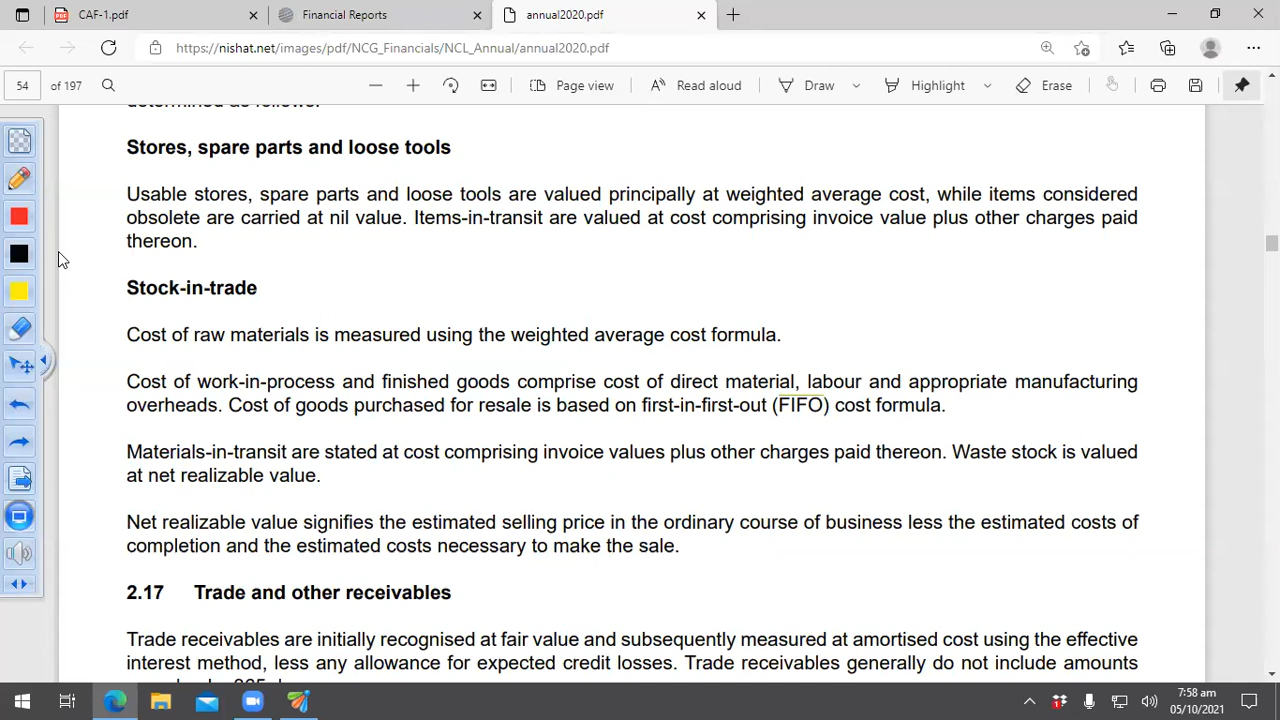 CAF-1.pdf
Financial Reports
annual2020.pdf
https://nishat.net/images/pdf/NCG_Financials/NCL_Annual/annual2020.pdf
54 of 197
Page view
Read aloud
Draw
Highlight
Erase
determined as follows:
Stores, spare parts and loose tools
Usable stores, spare parts and loose tools are valued principally at weighted average cost, while items considered
obsolete are carried at nil value. Items-in-transit are valued at cost comprising invoice value plus other charges paid
thereon.
Stock-in-trade
Cost of raw materials is measured using the weighted average cost formula.
Cost of work-in-process and finished goods comprise cost of direct material, labour and appropriate manufacturing
overheads. Cost of goods purchased for resale is based on first-in-first-out (FIFO) cost formula.
Materials-in-transit are stated at cost comprising invoice values plus other charges paid thereon. Waste stock is valued
at net realizable value.
Net realizable value signifies the estimated selling price in the ordinary course of business less the estimated costs of
completion and the estimated costs necessary to make the sale.
2.17 Trade and other receivables
Trade receivables are initially recognised at fair value and subsequently measured at amortised cost using the effective
interest method, less any allowance for expected credit losses. Trade receivables generally do not include amounts
7:58 am
05/10/2021